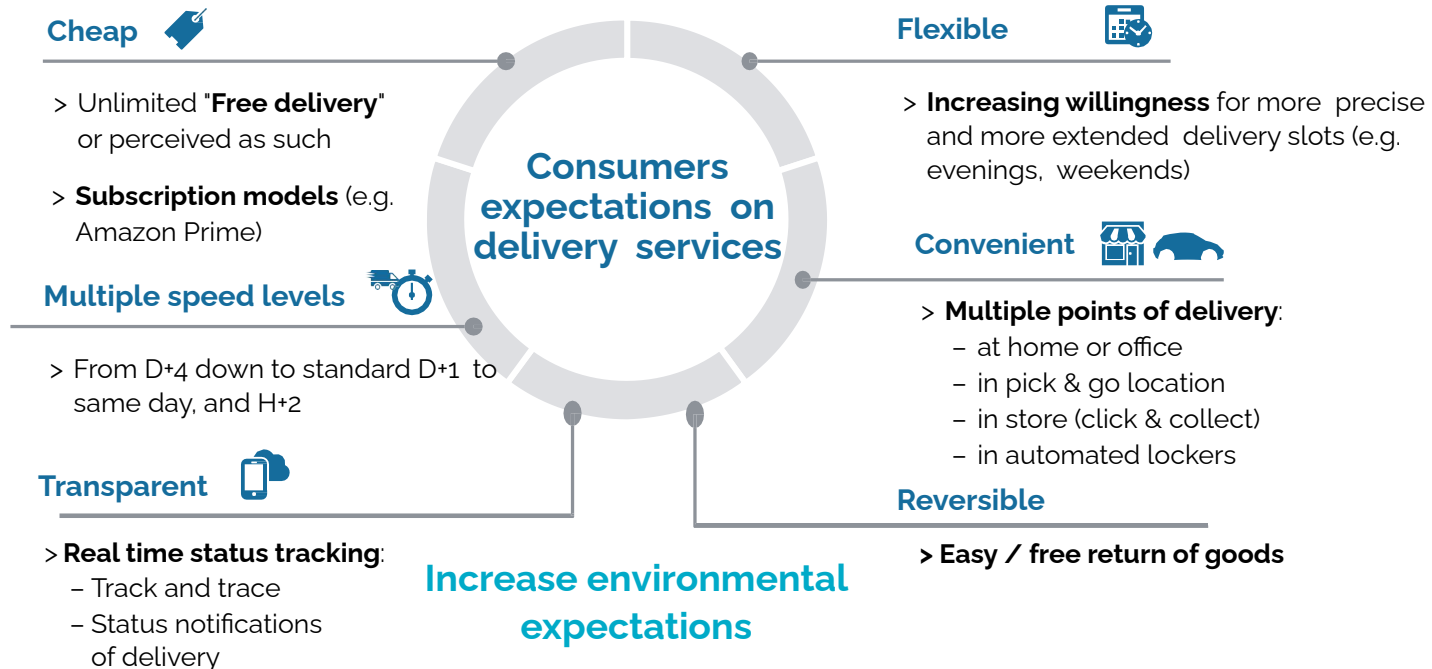 Cheap
> Unlimited "Free delivery"
or perceived as such
> Subscription models (e.g.
Amazon Prime)
Multiple speed levels
> From D+4 down to standard D+1 to
same day, and H+2
Transparent
> Real time status tracking:
– Track and trace
– Status notifications
of delivery
Consumers
expectations on
delivery services
Increase environmental
expectations
Flexible
> Increasing willingness for more precise
and more extended delivery slots (e.g.
evenings, weekends)
Convenient
> Multiple points of delivery:
– at home or office
– in pick & go location
– in store (click & collect)
– in automated lockers
Reversible
> Easy / free return of goods